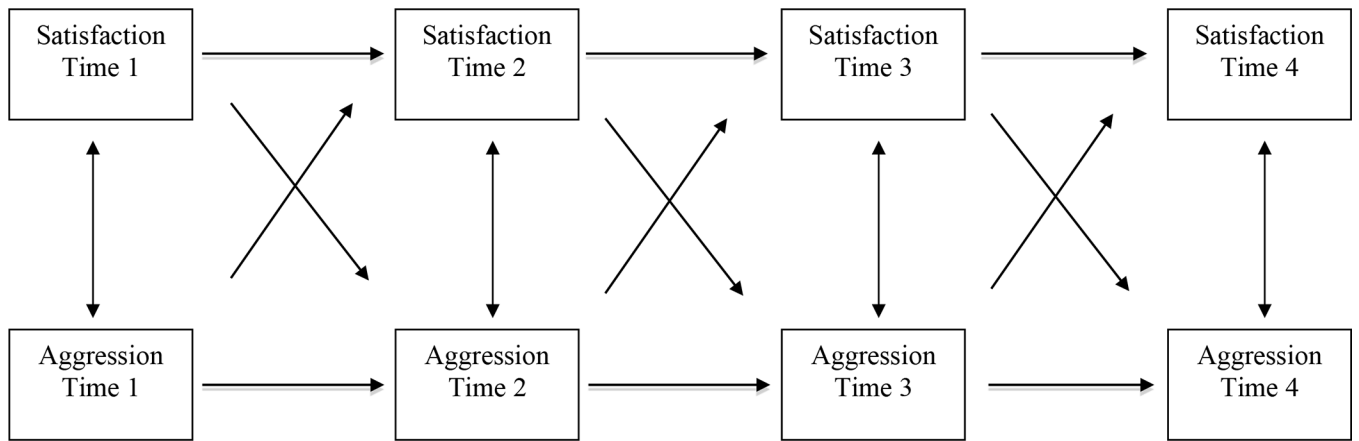 Satisfaction
Time 1
Satisfaction
Time 2
Satisfaction
Time 3
Satisfaction
Time 4
Aggression
Time 1
Aggression
Time 2
Aggression
Time 3
Aggression
Time 4